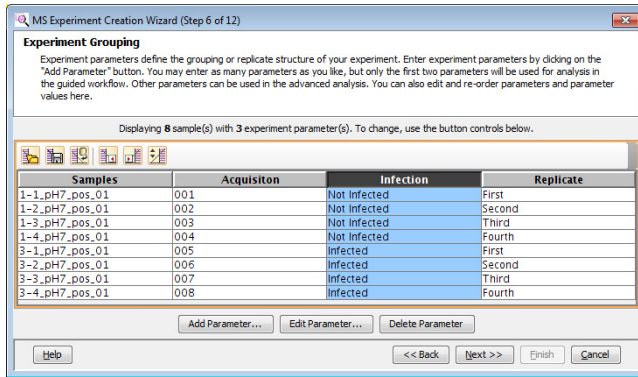 MS Experiment Creation Wizard (Step 6 of 12)
Experiment Grouping
Experiment parameters define the grouping or replicate structure of your experiment. Enter experiment parameters by clicking on the
"Add Parameter" button. You may enter as many parameters as you like, but only the first two parameters will be used for analysis in
the guided workflow. Other parameters can be used in the advanced analysis. You can also edit and re-order parameters and parameter
values here.
Displaying 8 sample(s) with 3 experiment parameter(s). To change, use the button controls below.
Samples Acquisiton Infection Replicate
1-1_pH7_pos_01 001 Not Infected First
1-2_pH7_pos_01 002 Not Infected Second
1-3_pH7_pos_01 003 Not Infected Third
1-4_pH7_pos_01 004 Not Infected Fourth
3-1_pH7_pos_01 005 Infected First
3-2_pH7_pos_01 006 Infected Second
3-3_pH7_pos_01 007 Infected Third
3-4_pH7_pos_01 008 Infected Fourth
Add Parameter... Edit Parameter... Delete Parameter
Help << Back Next >> Finish Cancel